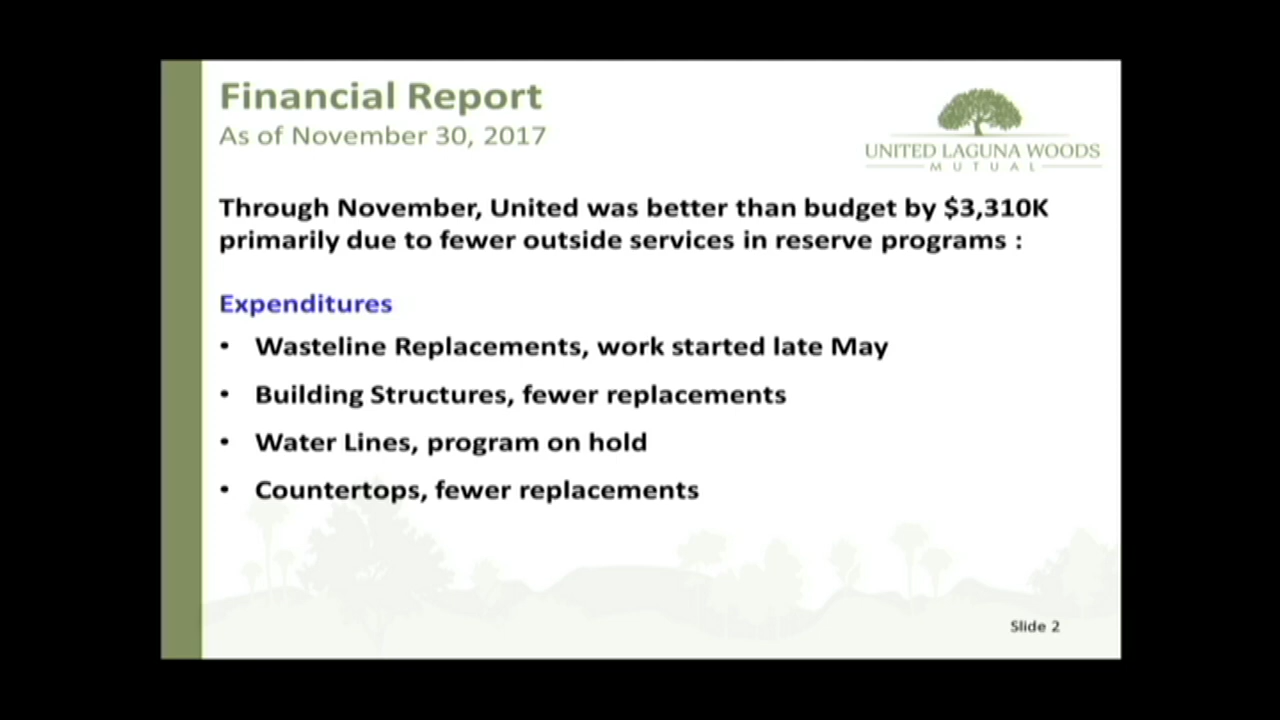 Financial Report
As of November 30, 2017
UNITED LAGUNA WOODS
MUTUAL
Through November, United was better than budget by $3,310K
primarily due to fewer outside services in reserve programs :
Expenditures
• Wasteline Replacements, work started late May
• Building Structures, fewer replacements
• Water Lines, program on hold
• Countertops, fewer replacements
Slide 2